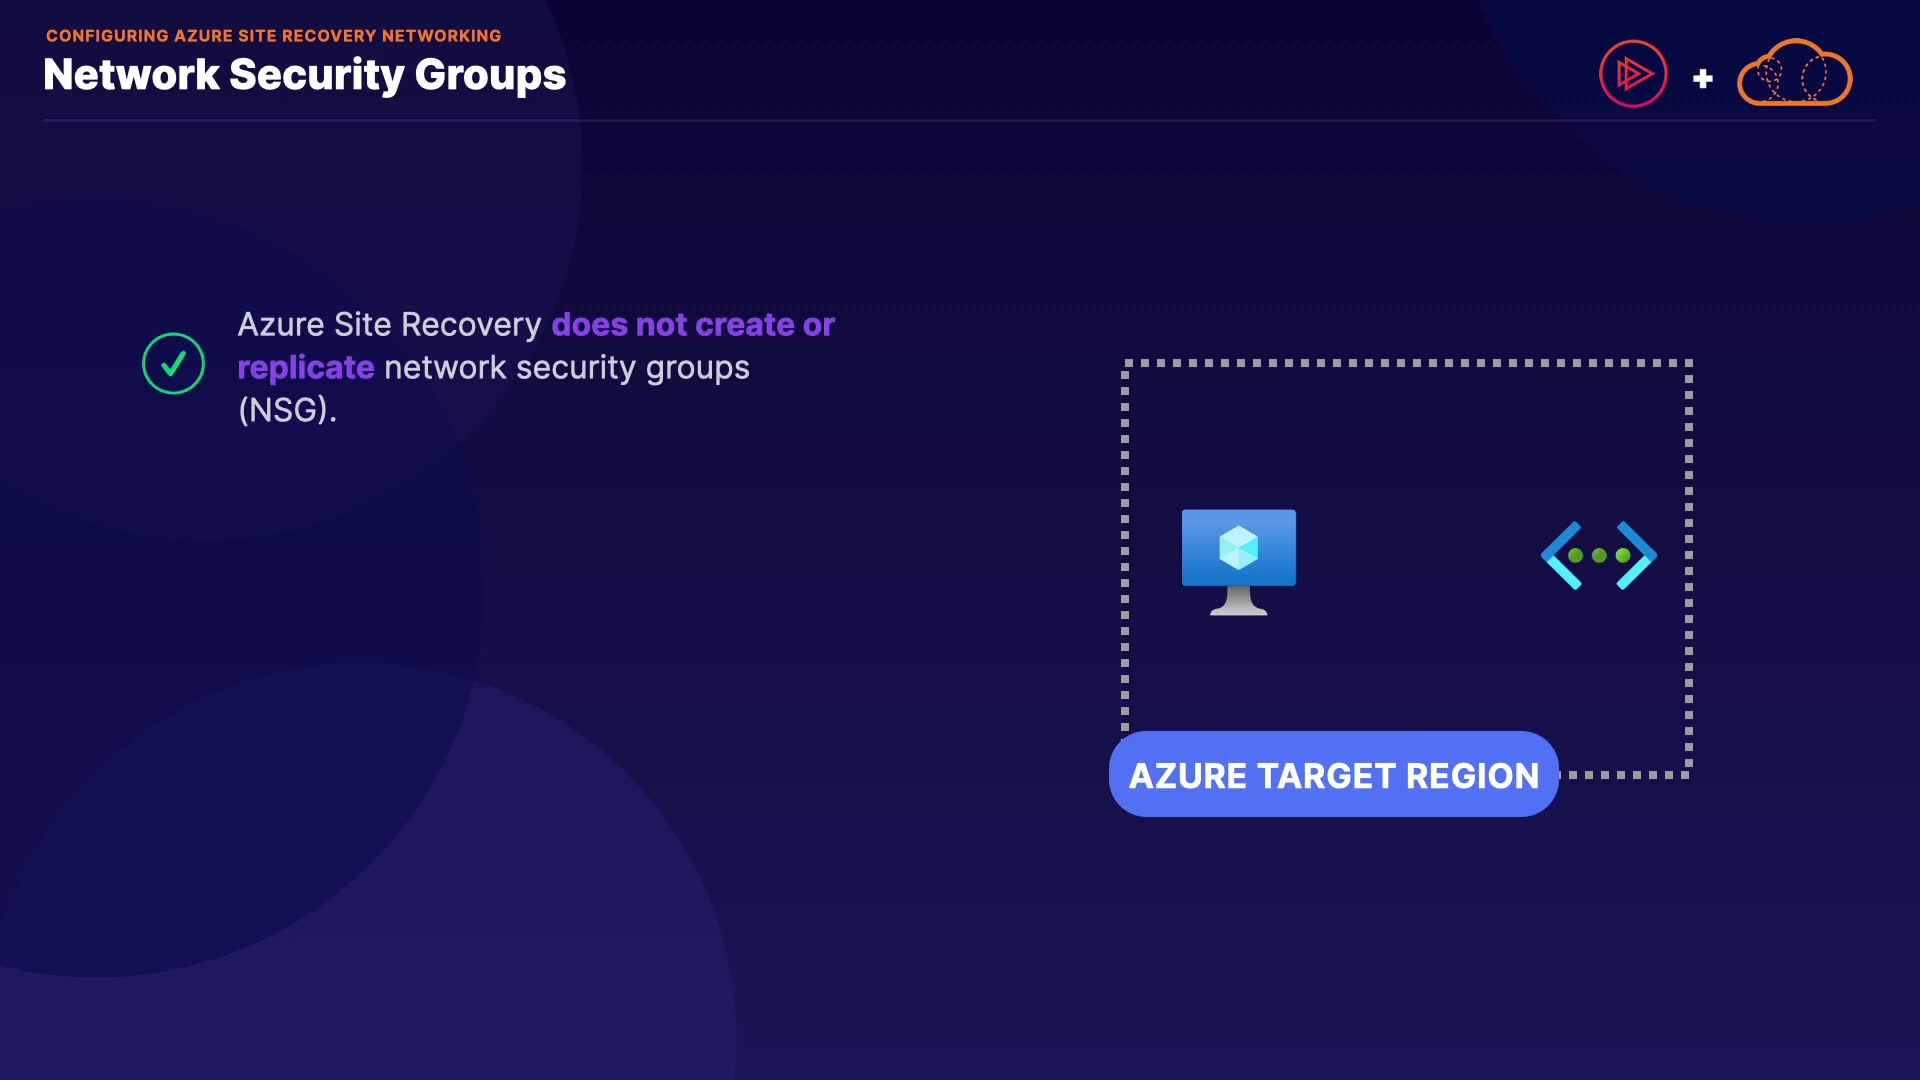 CONFIGURING AZURE SITE RECOVERY NETWORKING
Network Security Groups
Azure Site Recovery does not create or
replicate network security groups
(NSG).
AZURE TARGET REGION